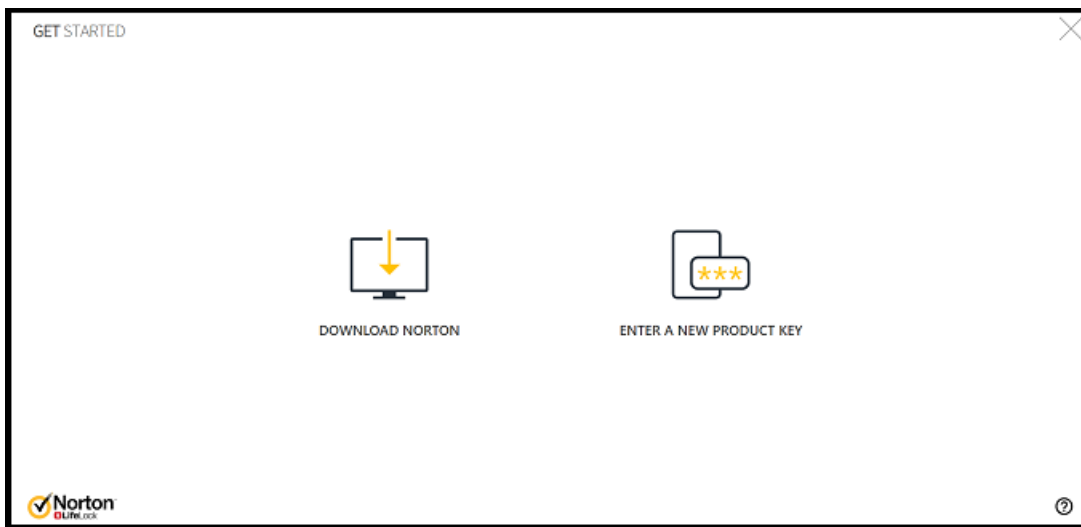 GET STARTED
DOWNLOAD NORTON
***
ENTER A NEW PRODUCT KEY
Norton
LifeLock
?